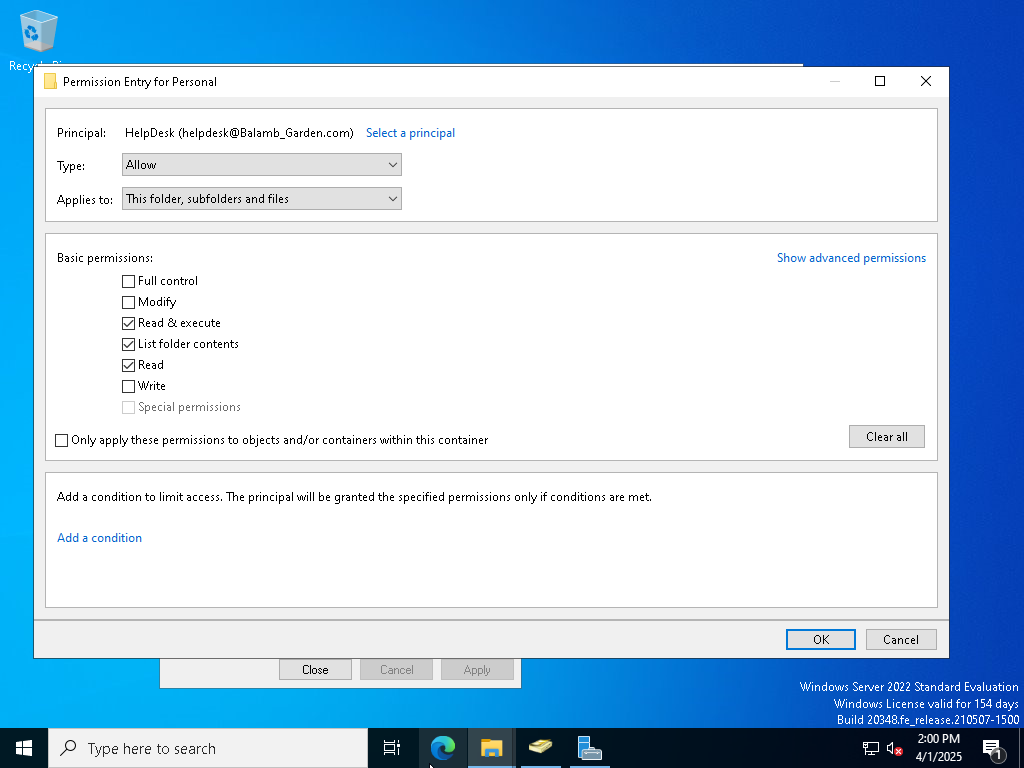 Permission Entry for Personal
Principal: HelpDesk (helpdesk@Balamb_Garden.com) Select a principal
Type: Allow
Applies to: This folder, subfolders and files
Basic permissions: Show advanced permissions
Full control
Modify
Read & execute
List folder contents
Read
Write
Special permissions
Only apply these permissions to objects and/or containers within this container
Clear all
Add a condition to limit access. The principal will be granted the specified permissions only if conditions are met.
Add a condition
OK Cancel
Close Cancel Apply
Windows Server 2022 Standard Evaluation
Windows License valid for 154 days
Build 20348.fe_release.210507-1500
Type here to search
2:00 PM
4/1/2025
1